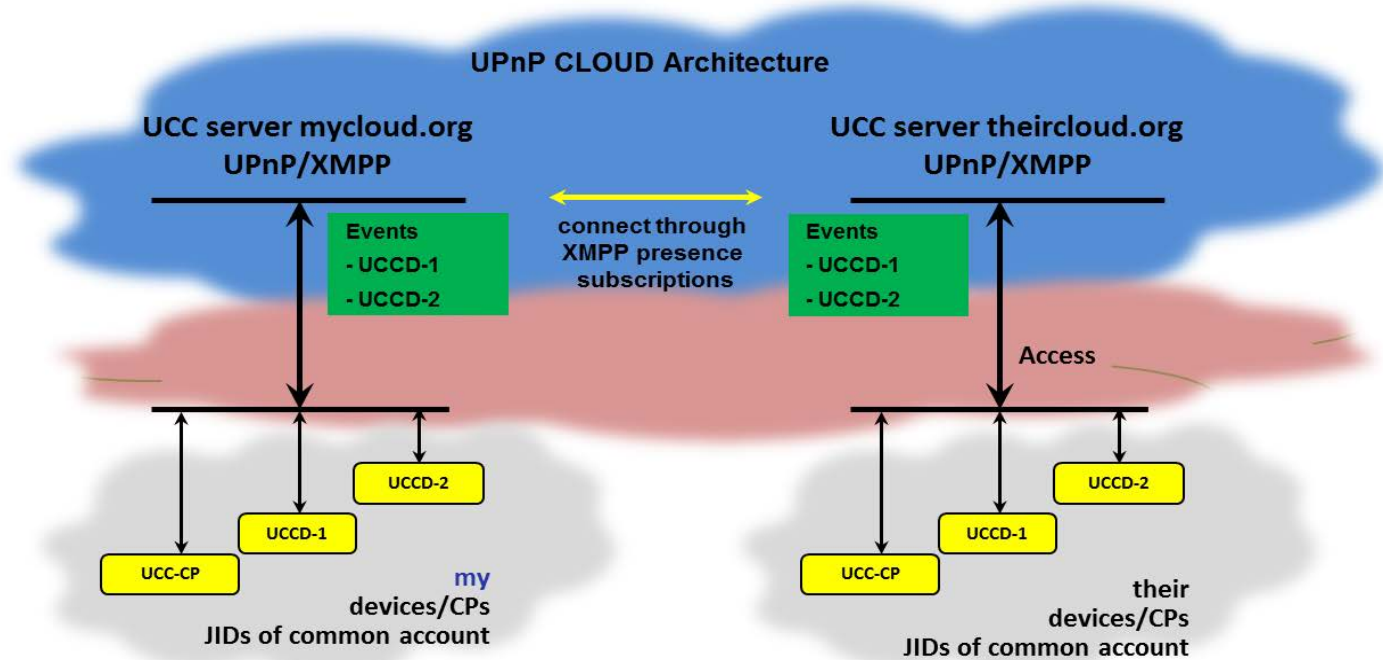 UPnP CLOUD Architecture
UCC server mycloud.org
UPnP/XMPP
UCC server theircloud.org
UPnP/XMPP
Events
- UCCD-1
- UCCD-2
connect through
XMPP presence
subscriptions
Events
- UCCD-1
- UCCD-2
Access
UCCD-2
UCCD-1
UCC-CP
my
devices/CPs
JIDs of common account
UCCD-2
UCCD-1
UCC-CP
their
devices/CPs
JIDs of common account